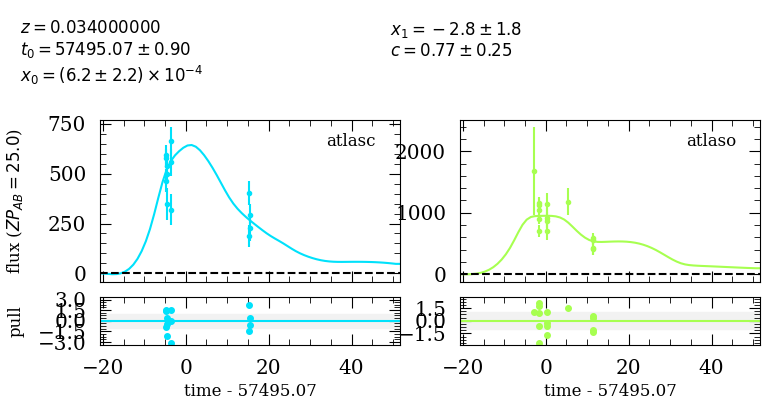 z = 0.034000000
t0 = 57495.07 ± 0.90
x0 = (6.2 ± 2.2) × 10^-4
x1 = −2.8 ± 1.8
c = 0.77 ± 0.25
atlasc
750
500
250
0
flux (ZP_AB = 25.0)
atlaso
2000
1000
0
3.0
1.5
0.0
−1.5
−3.0
pull
1.5
0.0
−1.5
−20 0 20 40
−20 0 20 40
time - 57495.07
time - 57495.07